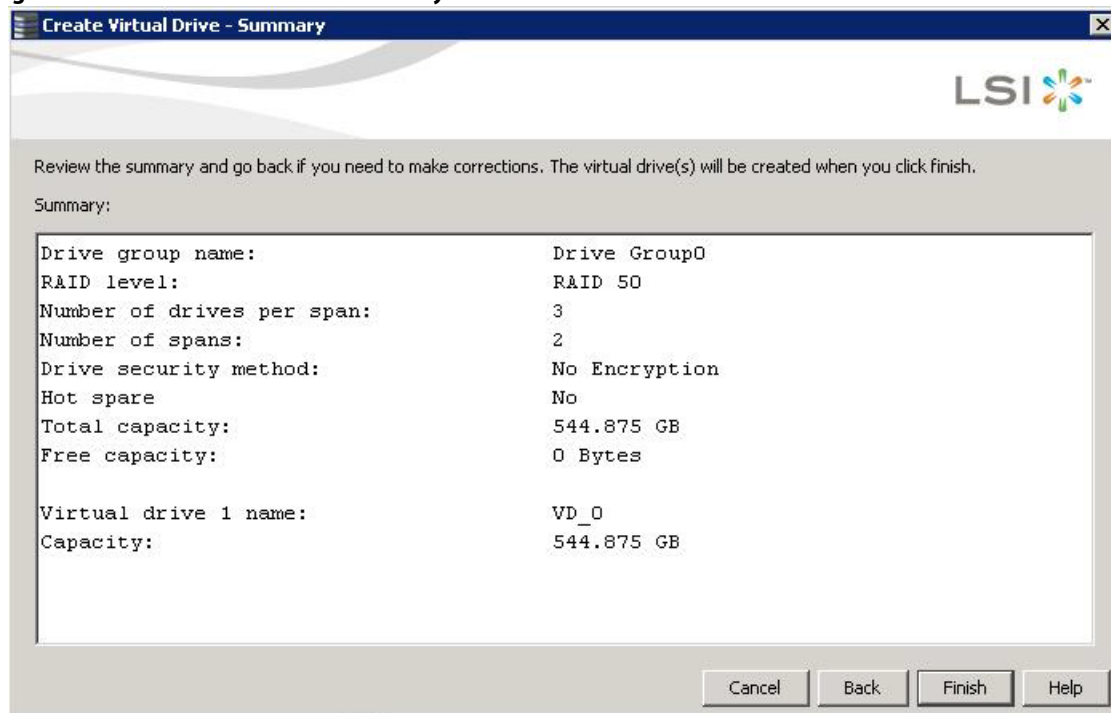 Create Virtual Drive - Summary
LSI
Review the summary and go back if you need to make corrections. The virtual drive(s) will be created when you click finish.
Summary:
Drive group name: Drive Group0
RAID level: RAID 50
Number of drives per span: 3
Number of spans: 2
Drive security method: No Encryption
Hot spare No
Total capacity: 544.875 GB
Free capacity: 0 Bytes
Virtual drive 1 name: VD_0
Capacity: 544.875 GB
Cancel Back Finish Help